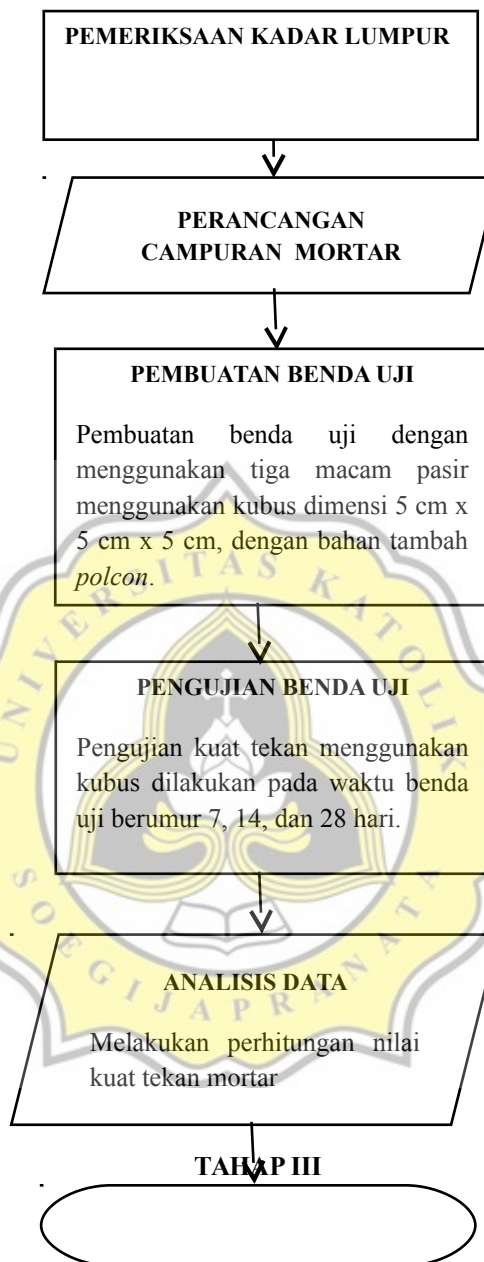 PEMERIKSAAN KADAR LUMPUR
PERANCANGAN
CAMPURAN MORTAR
PEMBUATAN BENDA UJI
Pembuatan benda uji dengan
menggunakan tiga macam pasir
menggunakan kubus dimensi 5 cm x
5 cm x 5 cm, dengan bahan tambah
polcon.
UNIVERSITAS KATOLIK
PENGUJIAN BENDA UJI
Pengujian kuat tekan menggunakan
kubus dilakukan pada waktu benda
uji berumur 7, 14, dan 28 hari.
SOEGIJAPRANATA
ANALISIS DATA
Melakukan perhitungan nilai
kuat tekan mortar
TAHAP III